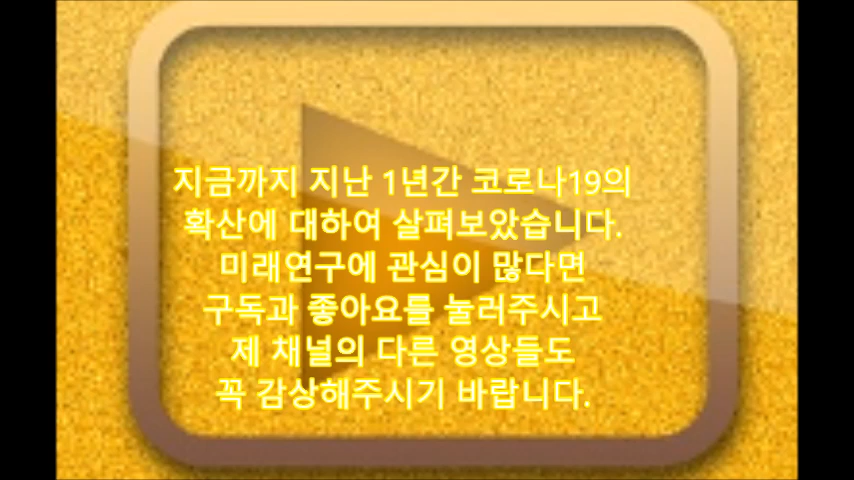 지금까지 지난 1년간 코로나19의
확산에 대하여 살펴보았습니다.
미래연구에 관심이 많다면
구독과 좋아요를 눌러주시고
제 채널의 다른 영상들도
꼭 감상해주시기 바랍니다.